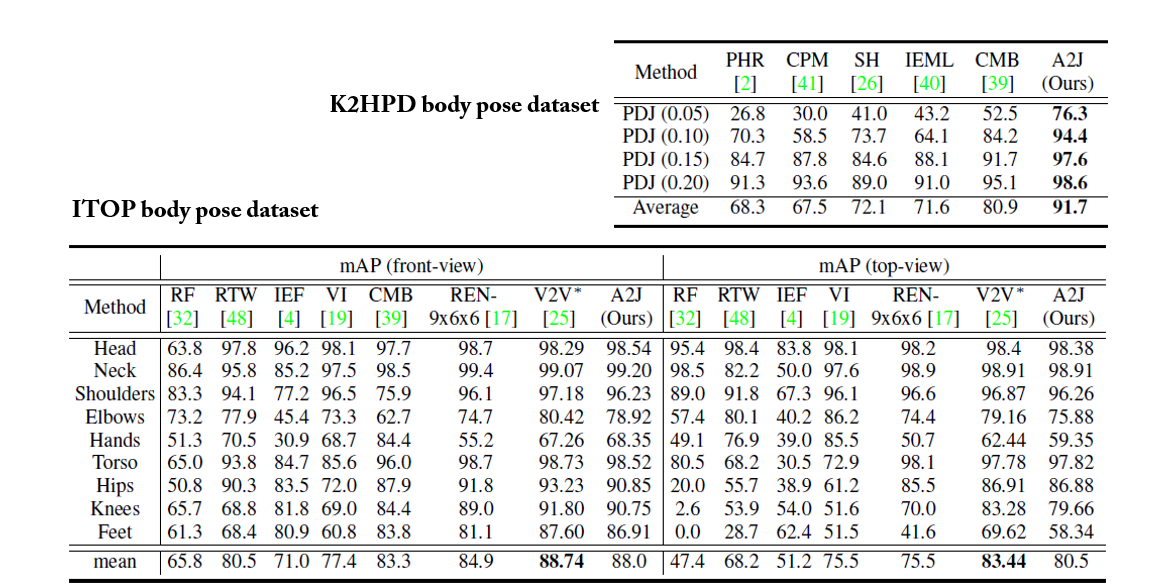 PHR CPM SH IEML CMB A2J
Method
[2] [41] [26] [40] [39] (Ours)
K2HPD body pose dataset
PDJ (0.05) 26.8 30.0 41.0 43.2 52.5 76.3
PDJ (0.10) 70.3 58.5 73.7 64.1 84.2 94.4
PDJ (0.15) 84.7 87.8 84.6 88.1 91.7 97.6
PDJ (0.20) 91.3 93.6 89.0 91.0 95.1 98.6
Average 68.3 67.5 72.1 71.6 80.9 91.7
ITOP body pose dataset
mAP (front-view) mAP (top-view)
RF RTW IEF VI CMB REN- V2V* A2J RF RTW IEF VI REN- V2V* A2J
Method
[32] [48] [4] [19] [39] 9x6x6 [17] [25] (Ours) [32] [48] [4] [19] 9x6x6 [17] [25] (Ours)
Head 63.8 97.8 96.2 98.1 97.7 98.7 98.29 98.54 95.4 98.4 83.8 98.1 98.2 98.4 98.38
Neck 86.4 95.8 85.2 97.5 98.5 99.4 99.07 99.20 98.5 82.2 50.0 97.6 98.9 98.91 98.91
Shoulders 83.3 94.1 77.2 96.5 75.9 96.1 97.18 96.23 89.0 91.8 67.3 96.1 96.6 96.87 96.26
Elbows 73.2 77.9 45.4 73.3 62.7 74.7 80.42 78.92 57.4 80.1 40.2 86.2 74.4 79.16 75.88
Hands 51.3 70.5 30.9 68.7 84.4 55.2 67.26 68.35 49.1 76.9 39.0 85.5 50.7 62.44 59.35
Torso 65.0 93.8 84.7 85.6 96.0 98.7 98.73 98.52 80.5 68.2 30.5 72.9 98.1 97.78 97.82
Hips 50.8 90.3 83.5 72.0 87.9 91.8 93.23 90.85 20.0 55.7 38.9 61.2 85.5 86.91 86.88
Knees 65.7 68.8 81.8 69.0 84.4 89.0 91.80 90.75 2.6 53.9 54.0 51.6 70.0 83.28 79.66
Feet 61.3 68.4 80.9 60.8 83.8 81.1 87.60 86.91 0.0 28.7 62.4 51.5 41.6 69.62 58.34
mean 65.8 80.5 71.0 77.4 83.3 84.9 88.74 88.0 47.4 68.2 51.2 75.5 75.5 83.44 80.5